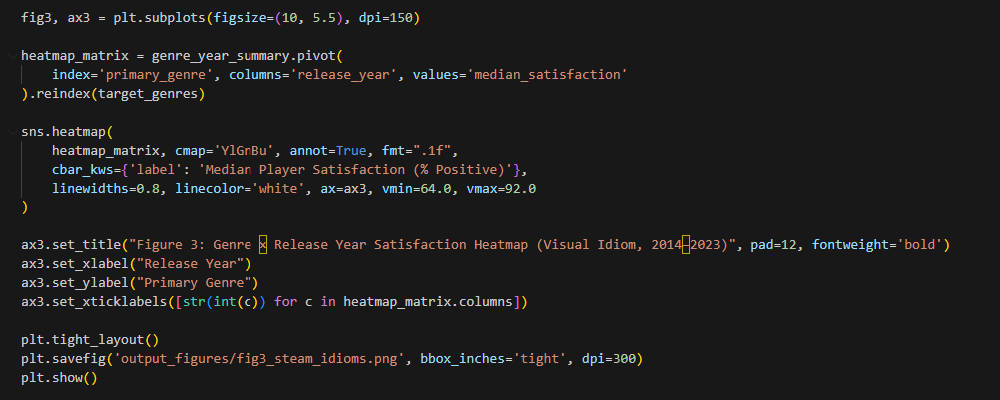 fig3, ax3 = plt.subplots(figsize=(10, 5.5), dpi=150)
heatmap_matrix = genre_year_summary.pivot(
    index='primary_genre', columns='release_year', values='median_satisfaction'
).reindex(target_genres)
sns.heatmap(
    heatmap_matrix, cmap='YlGnBu', annot=True, fmt=".1f",
    cbar_kws={'label': 'Median Player Satisfaction (% Positive)'},
    linewidths=0.8, linecolor='white', ax=ax3, vmin=64.0, vmax=92.0
)
ax3.set_title("Figure 3: Genre × Release Year Satisfaction Heatmap (Visual Idiom, 2014–2023)", pad=12, fontweight='bold')
ax3.set_xlabel("Release Year")
ax3.set_ylabel("Primary Genre")
ax3.set_xticklabels([str(int(c)) for c in heatmap_matrix.columns])
plt.tight_layout()
plt.savefig('output_figures/fig3_steam_idioms.png', bbox_inches='tight', dpi=300)
plt.show()